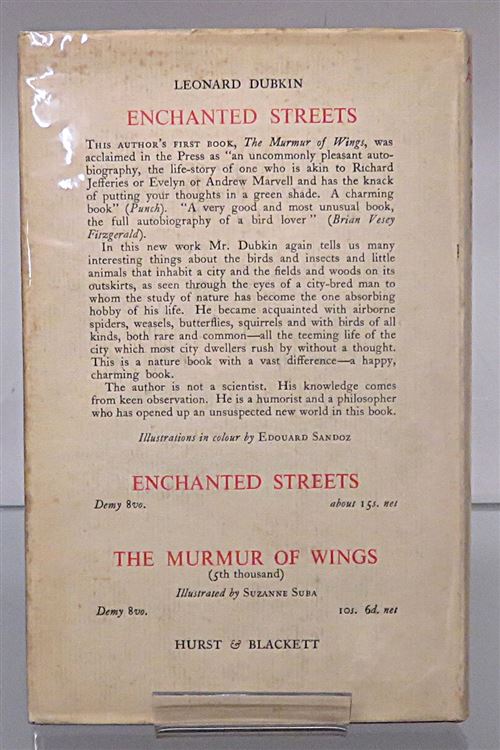 LEONARD DUBKIN
ENCHANTED STREETS
THIS AUTHOR'S FIRST BOOK, The Murmur of Wings, was
acclaimed in the Press as "an uncommonly pleasant auto-
biography, the life-story of one who is akin to Richard
Jefferies or Evelyn or Andrew Marvell and has the knack
of putting your thoughts in a green shade. A charming
book" (Punch). "A very good and most unusual book,
the full autobiography of a bird lover" (Brian Vesey
Fitzgerald).
In this new work Mr. Dubkin again tells us many
interesting things about the birds and insects and little
animals that inhabit a city and the fields and woods on its
outskirts, as seen through the eyes of a city-bred man to
whom the study of nature has become the one absorbing
hobby of his life. He became acquainted with airborne
spiders, weasels, butterflies, squirrels and with birds of all
kinds, both rare and common—all the teeming life of the
city which most city dwellers rush by without a thought.
This is a nature book with a vast difference—a happy,
charming book.
The author is not a scientist. His knowledge comes
from keen observation. He is a humorist and a philosopher
who has opened up an unsuspected new world in this book.
Illustrations in colour by EDOUARD SANDOZ
ENCHANTED STREETS
Demy 8vo. about 15s. net
THE MURMUR OF WINGS
(5th thousand)
Illustrated by SUZANNE SUBA
Demy 8vo. 10s. 6d. net
HURST & BLACKETT